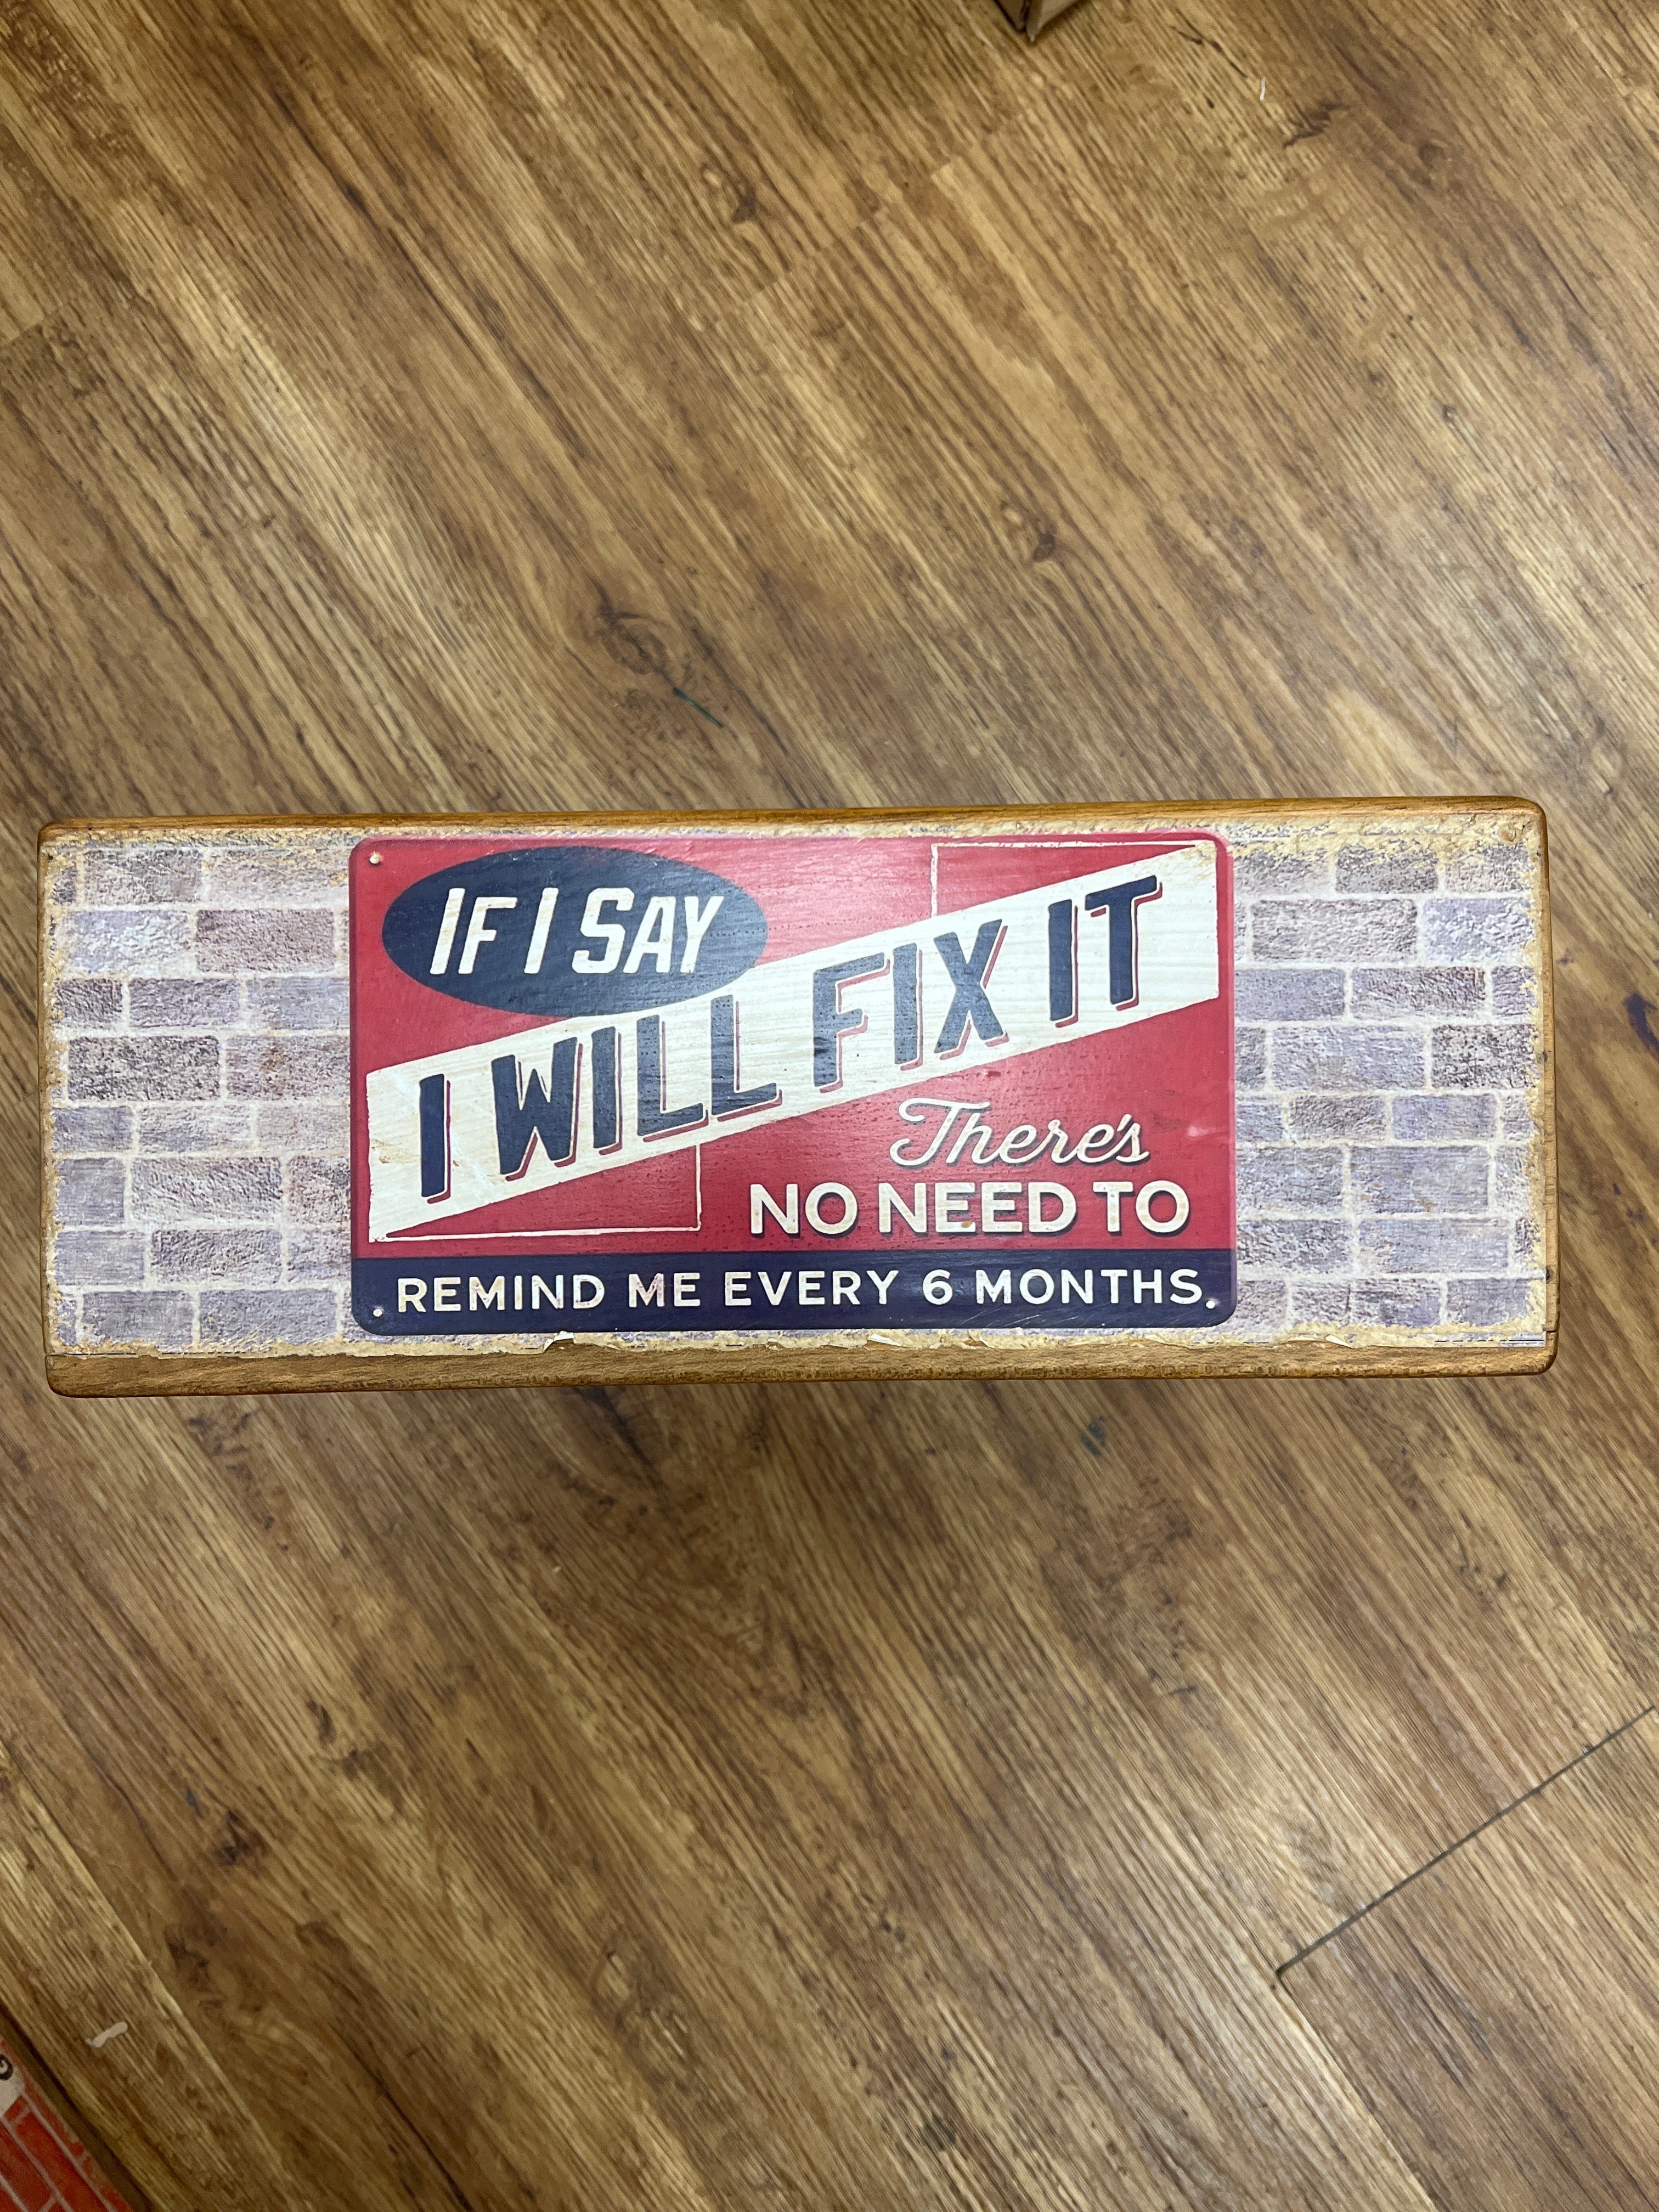 IF I SAY
I WILL FIX IT
There's
NO NEED TO
REMIND ME EVERY 6 MONTHS.